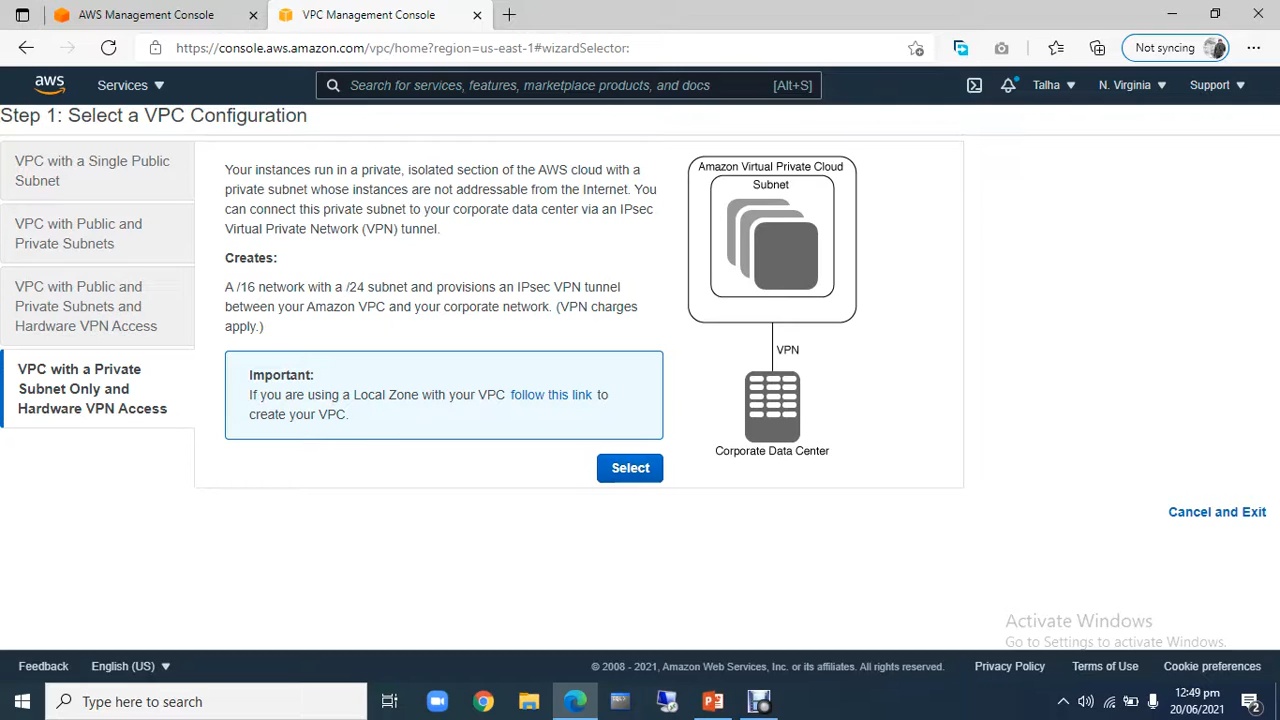 AWS Management Console
VPC Management Console
https://console.aws.amazon.com/vpc/home?region=us-east-1#wizardSelector:
Not syncing
aws
Services
Search for services, features, marketplace products, and docs
[Alt+S]
Talha
N. Virginia
Support
Step 1: Select a VPC Configuration
VPC with a Single Public
Subnet
VPC with Public and
Private Subnets
VPC with Public and
Private Subnets and
Hardware VPN Access
VPC with a Private
Subnet Only and
Hardware VPN Access
Your instances run in a private, isolated section of the AWS cloud with a
private subnet whose instances are not addressable from the Internet. You
can connect this private subnet to your corporate data center via an IPsec
Virtual Private Network (VPN) tunnel.
Creates:
A /16 network with a /24 subnet and provisions an IPsec VPN tunnel
between your Amazon VPC and your corporate network. (VPN charges
apply.)
Important:
If you are using a Local Zone with your VPC follow this link to
create your VPC.
Select
Amazon Virtual Private Cloud
Subnet
VPN
Corporate Data Center
Cancel and Exit
Activate Windows
Go to Settings to activate Windows.
Feedback
English (US)
© 2008 - 2021, Amazon Web Services, Inc. or its affiliates. All rights reserved.
Privacy Policy
Terms of Use
Cookie preferences
Type here to search
12:49 pm
20/06/2021
2